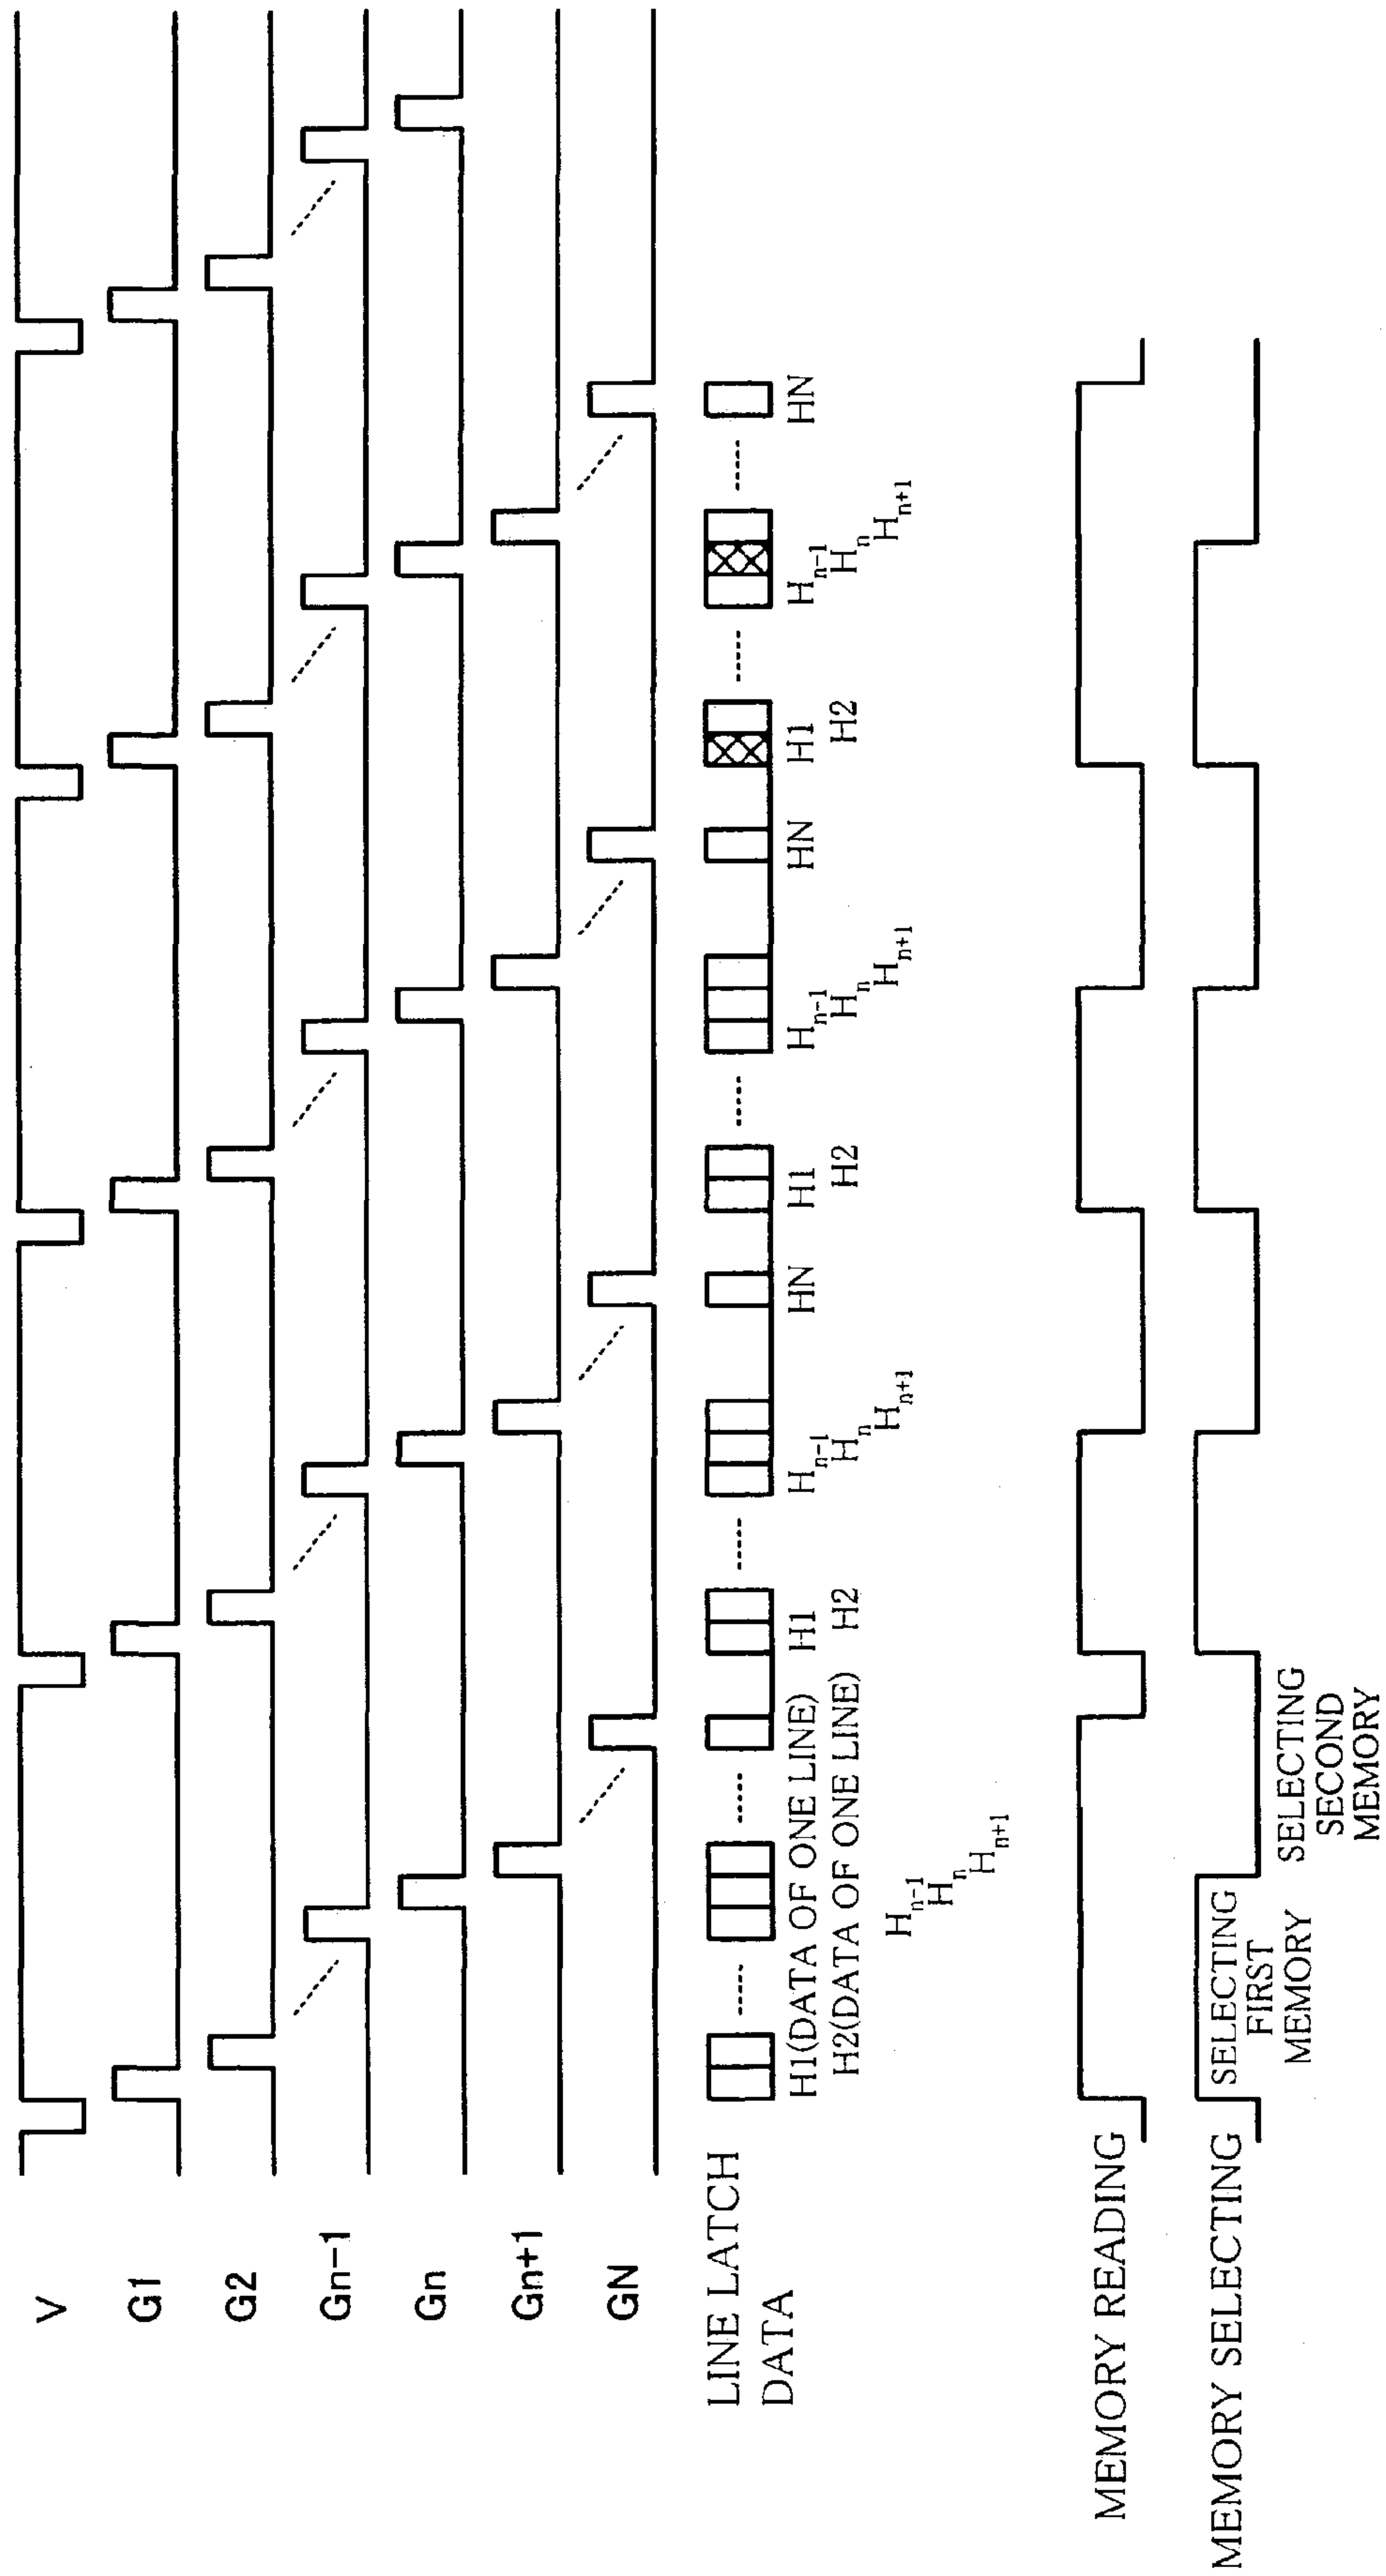 V
G1
G2
Gn-1
Gn
Gn+1
GN
LINE LATCH
DATA
H1(DATA OF ONE LINE)
H2(DATA OF ONE LINE)
Hn-1
Hn
Hn+1
H1
H2
Hn-1
Hn
Hn+1
HN
H1
H2
Hn-1
Hn
Hn+1
HN
H1
H2
Hn-1
Hn
Hn+1
HN
MEMORY READING
MEMORY SELECTING
SELECTING
FIRST
MEMORY
SELECTING
SECOND
MEMORY